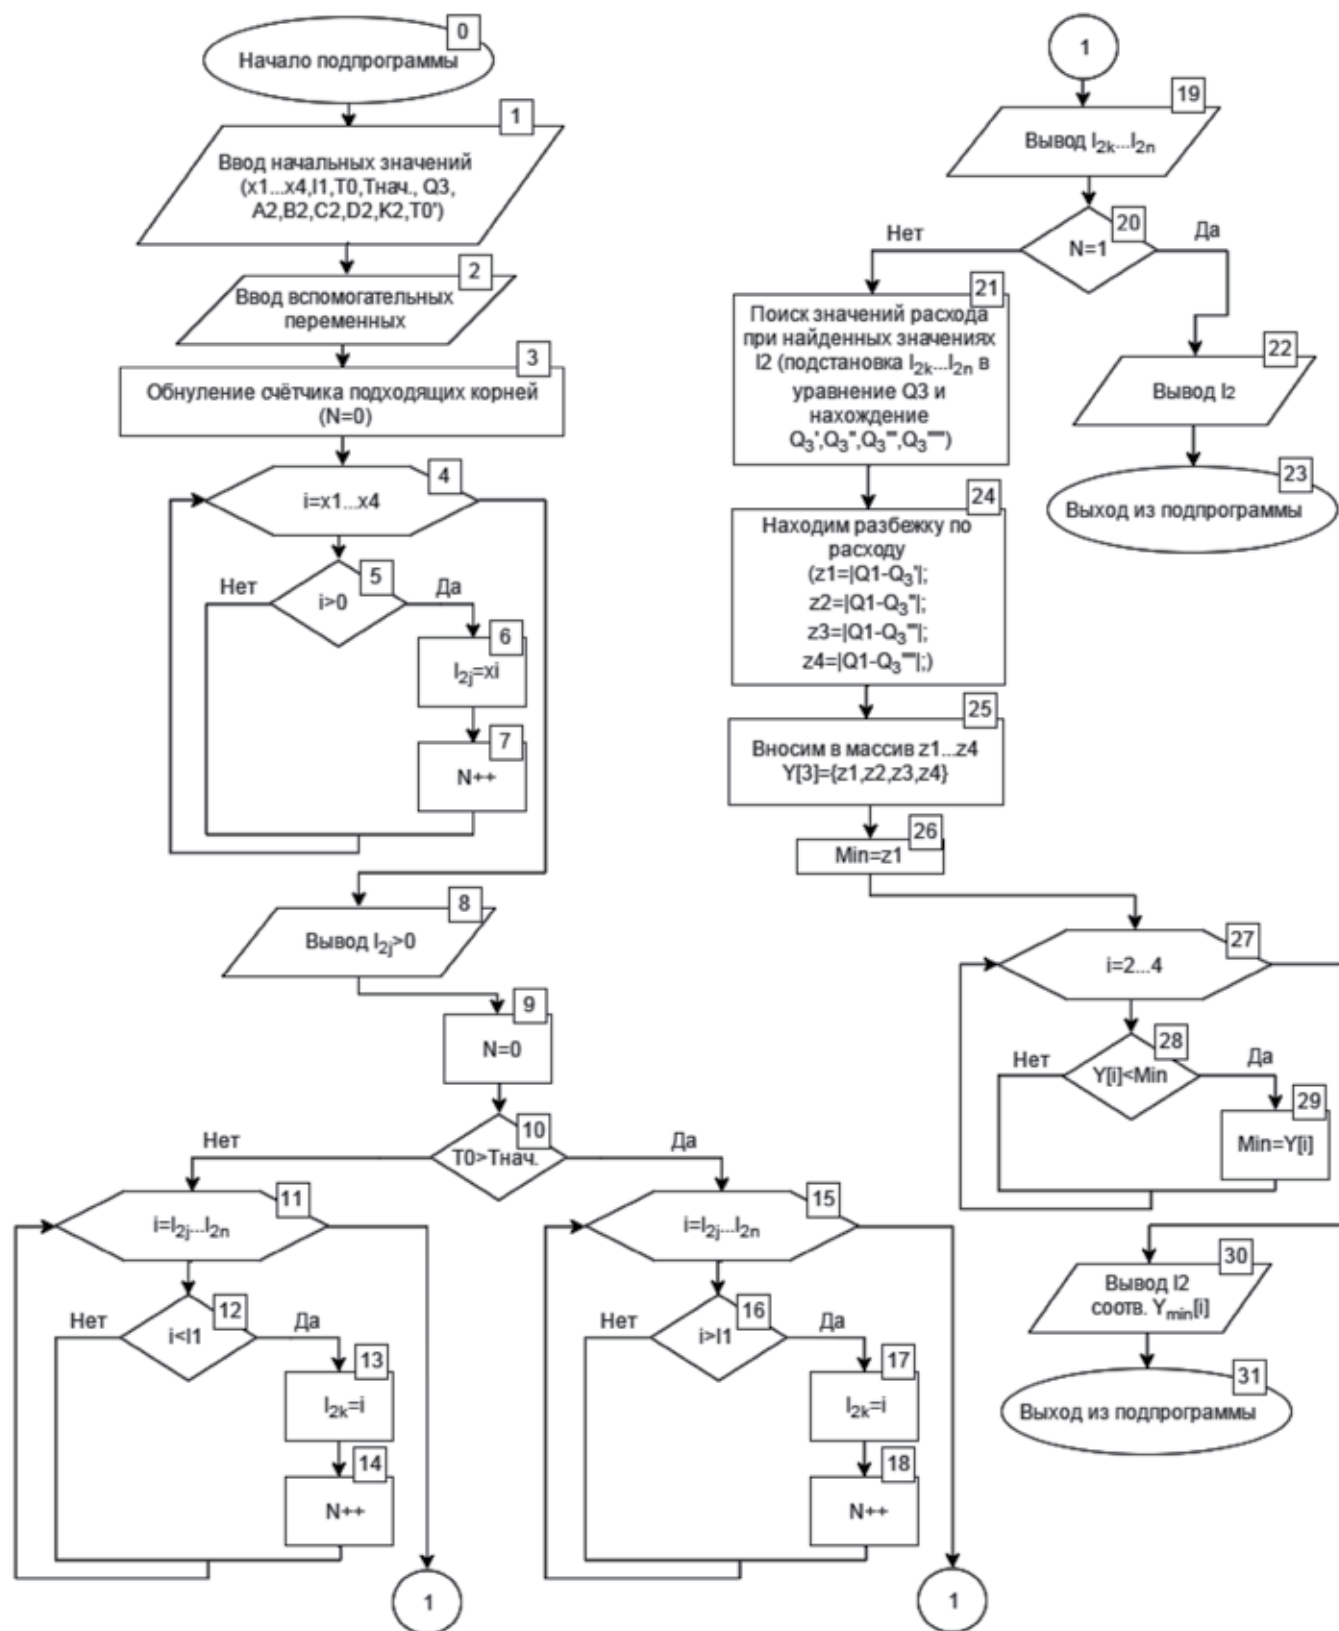 0
Начало подпрограммы
1
Ввод начальных значений
(x1...x4,I1,T0,Tнач., Q3,
A2,B2,C2,D2,K2,T0')
2
Ввод вспомогательных
переменных
3
Обнуление счётчика подходящих корней
(N=0)
4
i=x1...x4
5
Нет
Да
i>0
6
I2j=xi
7
N++
8
Вывод I2j>0
9
N=0
10
Нет
Да
T0>Tнач.
11
i=I2j...I2n
12
Нет
Да
i<I1
13
I2k=i
14
N++
1
15
i=I2j...I2n
16
Нет
Да
i>I1
17
I2k=i
18
N++
1
1
19
Вывод I2k...I2n
20
Нет
Да
N=1
21
Поиск значений расхода
при найденных значениях
I2 (подстановка I2k...I2n в
уравнение Q3 и
нахождение
Q3',Q3'',Q3''',Q3'''')
22
Вывод I2
23
Выход из подпрограммы
24
Находим разбежку по
расходу
(z1=|Q1-Q3'|;
z2=|Q1-Q3''|;
z3=|Q1-Q3'''|;
z4=|Q1-Q3''''|;)
25
Вносим в массив z1...z4
Y[3]={z1,z2,z3,z4}
26
Min=z1
27
i=2...4
28
Нет
Да
Y[i]<Min
29
Min=Y[i]
30
Вывод I2
соотв. Ymin[i]
31
Выход из подпрограммы